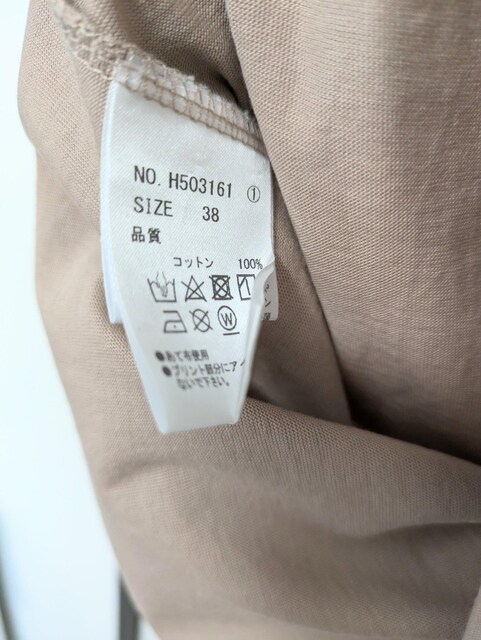 NO. H503161 ①
SIZE 38
品質
コットン 100%
●あて布使用
●プリント部分にア
ないで下さい。